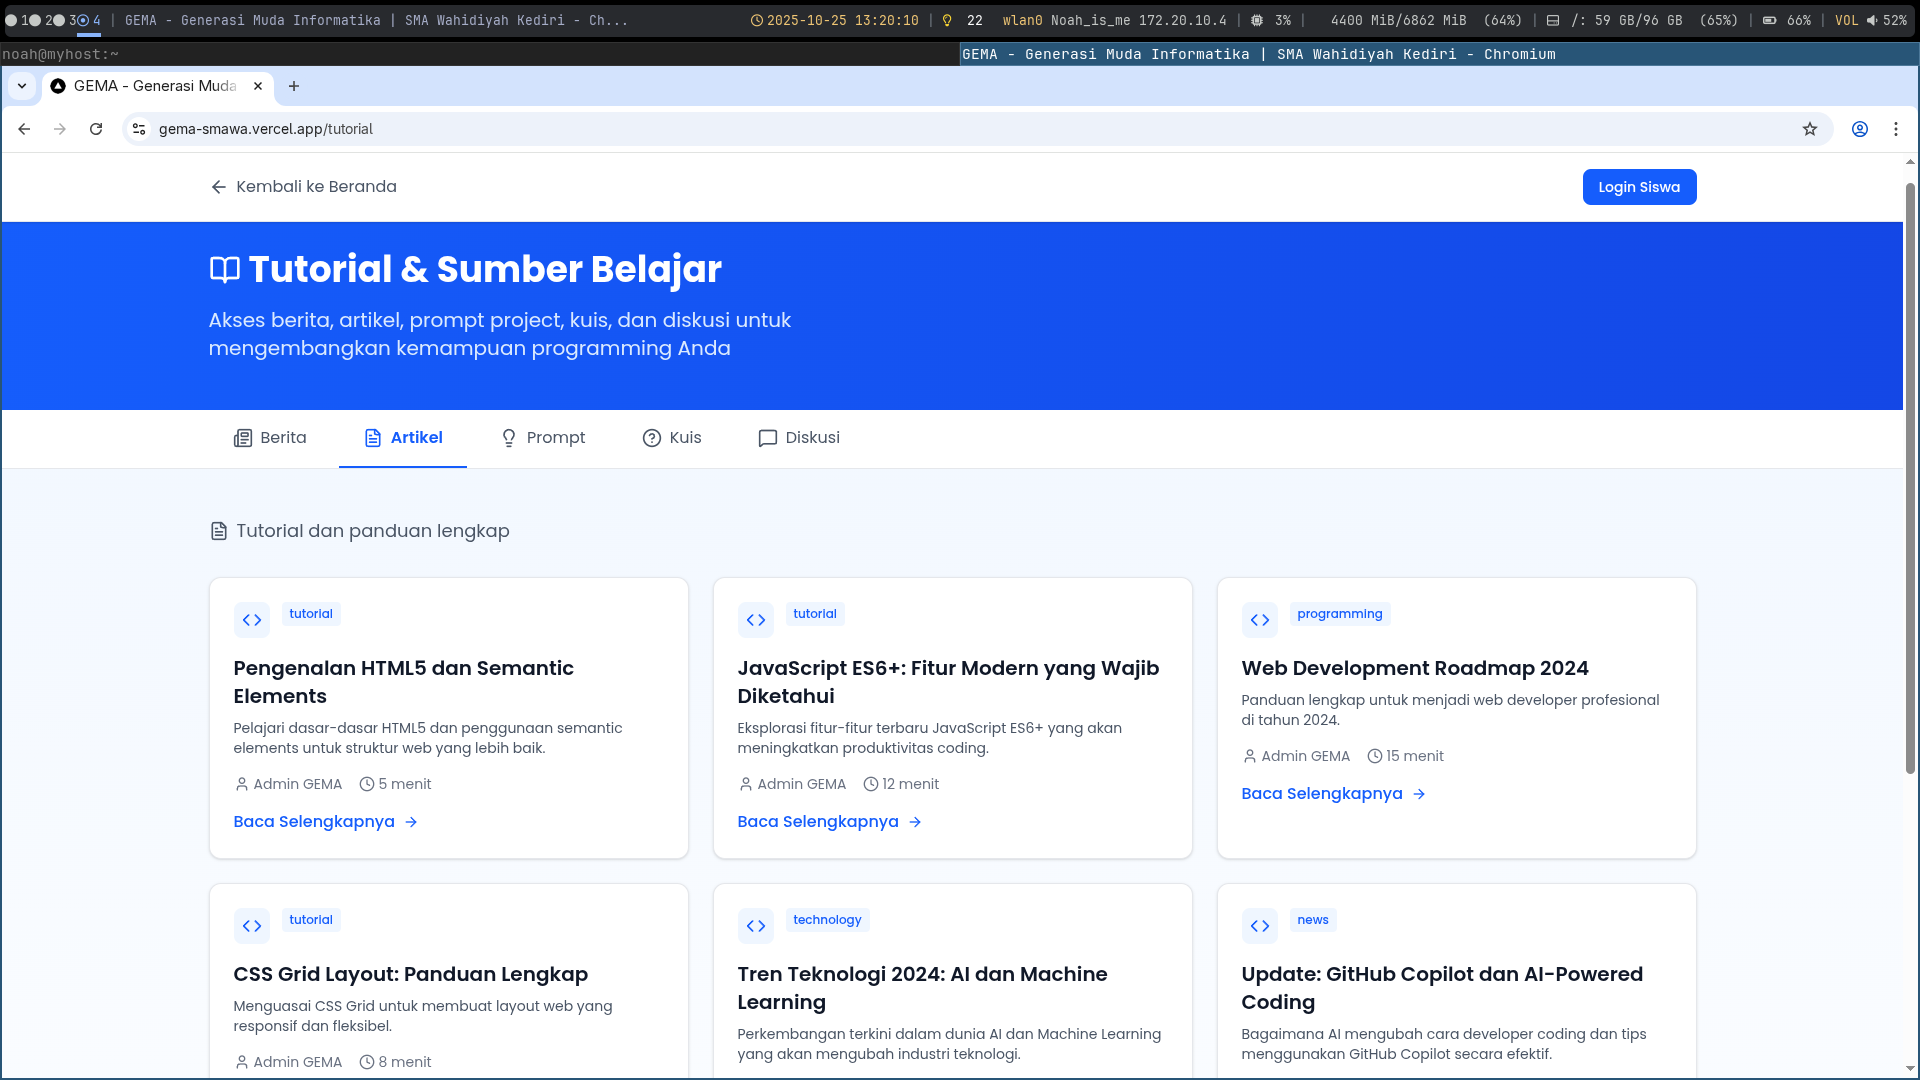 1 2 3 4 | GEMA - Generasi Muda Informatika | SMA Wahidiyah Kediri - Ch... 2025-10-25 13:20:10 | 22 wlan0 Noah_is_me 172.20.10.4 | 3% | 4400 MiB/6862 MiB (64%) | /: 59 GB/96 GB (65%) | 66% | VOL 52%
noah@myhost:~
GEMA - Generasi Muda Informatika | SMA Wahidiyah Kediri - Chromium
GEMA - Generasi Muda
gema-smawa.vercel.app/tutorial
Kembali ke Beranda
Login Siswa
Tutorial & Sumber Belajar
Akses berita, artikel, prompt project, kuis, dan diskusi untuk
mengembangkan kemampuan programming Anda
Berita
Artikel
Prompt
Kuis
Diskusi
Tutorial dan panduan lengkap
tutorial
Pengenalan HTML5 dan Semantic
Elements
Pelajari dasar-dasar HTML5 dan penggunaan semantic
elements untuk struktur web yang lebih baik.
Admin GEMA 5 menit
Baca Selengkapnya
tutorial
JavaScript ES6+: Fitur Modern yang Wajib
Diketahui
Eksplorasi fitur-fitur terbaru JavaScript ES6+ yang akan
meningkatkan produktivitas coding.
Admin GEMA 12 menit
Baca Selengkapnya
programming
Web Development Roadmap 2024
Panduan lengkap untuk menjadi web developer profesional
di tahun 2024.
Admin GEMA 15 menit
Baca Selengkapnya
tutorial
CSS Grid Layout: Panduan Lengkap
Menguasai CSS Grid untuk membuat layout web yang
responsif dan fleksibel.
Admin GEMA 8 menit
technology
Tren Teknologi 2024: AI dan Machine
Learning
Perkembangan terkini dalam dunia AI dan Machine Learning
yang akan mengubah industri teknologi.
news
Update: GitHub Copilot dan AI-Powered
Coding
Bagaimana AI mengubah cara developer coding dan tips
menggunakan GitHub Copilot secara efektif.